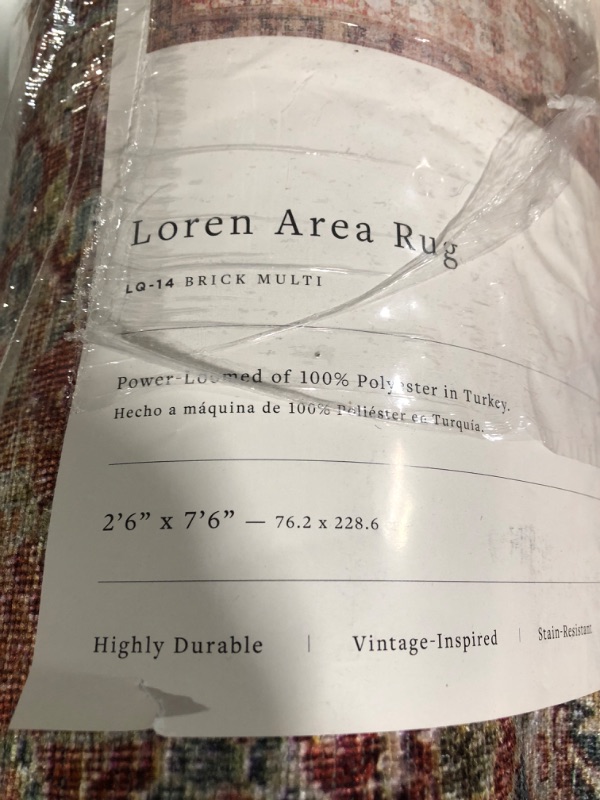 Loren Area Rug
LQ-14 BRICK MULTI
Power-Loomed of 100% Polyester in Turkey.
Hecho a máquina de 100% Poliéster en Turquía.
2’6” x 7’6” — 76.2 x 228.6
Highly Durable | Vintage-Inspired | Stain-Resistant